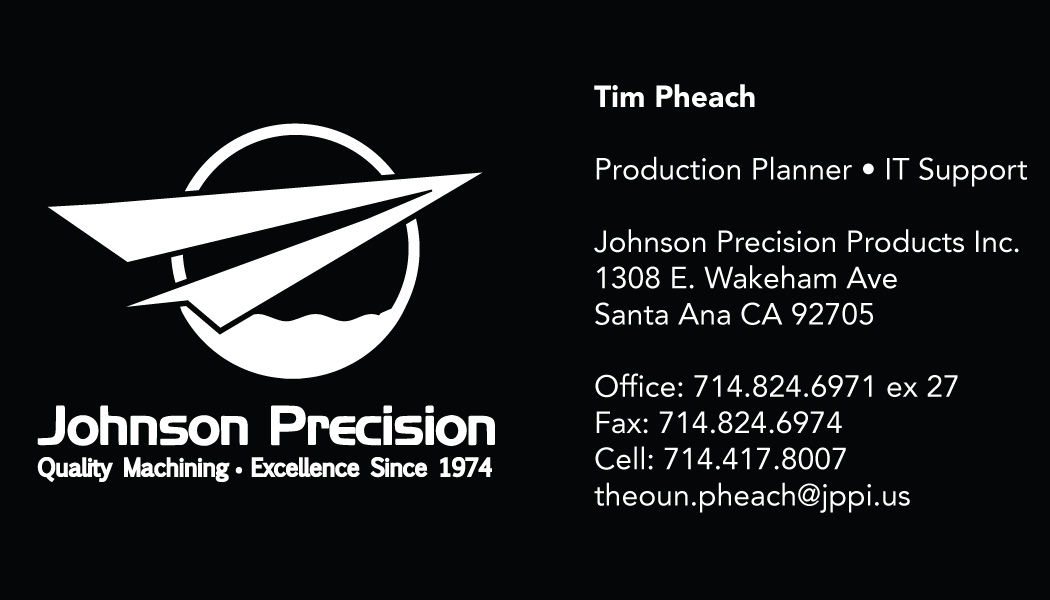 Johnson Precision
Quality Machining • Excellence Since 1974
Tim Pheach
Production Planner • IT Support
Johnson Precision Products Inc.
1308 E. Wakeham Ave
Santa Ana CA 92705
Office: 714.824.6971 ex 27
Fax: 714.824.6974
Cell: 714.417.8007
theoun.pheach@jppi.us